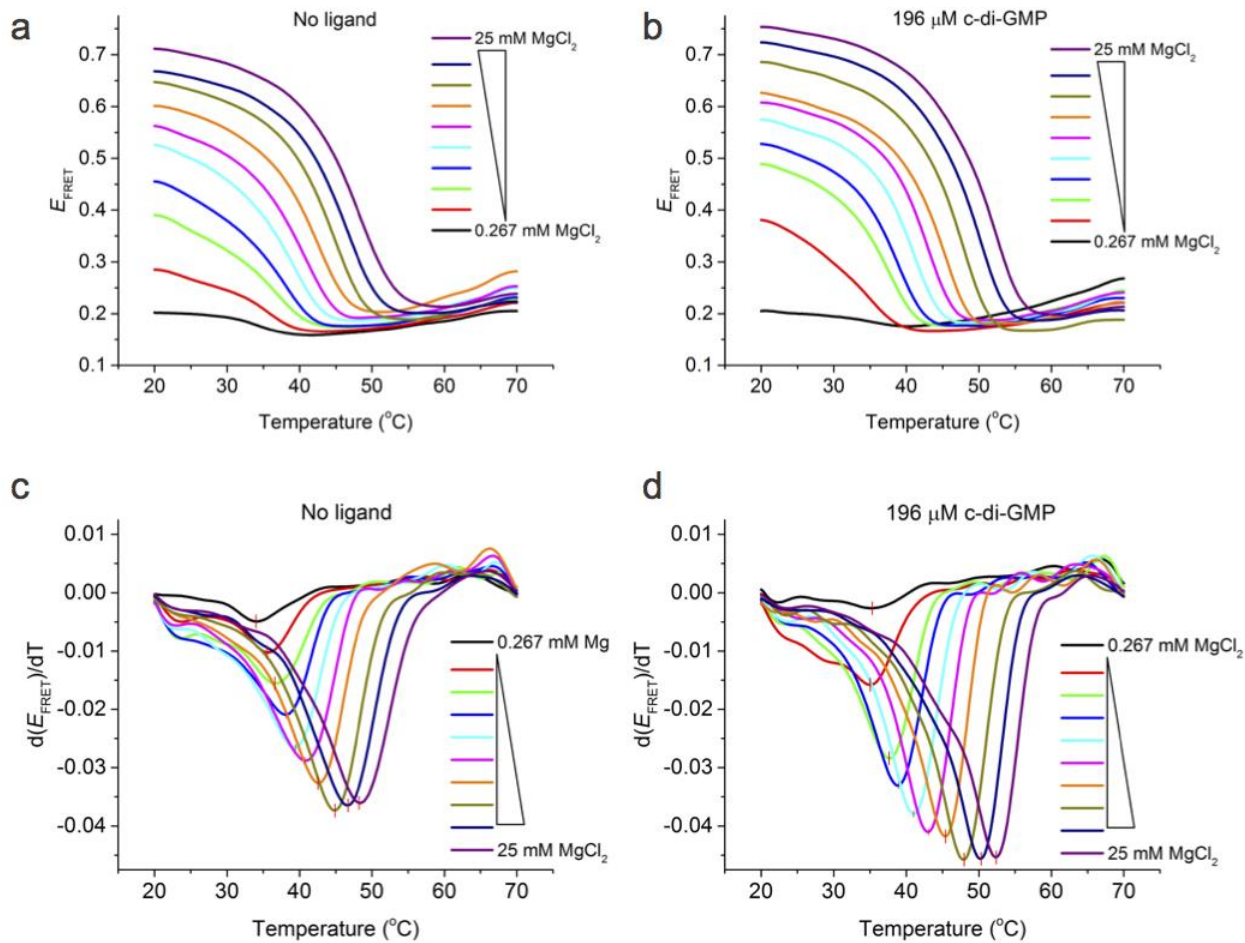 a
No ligand
0.7
0.6
0.5
0.4
0.3
0.2
0.1
E_FRET
25 mM MgCl₂
0.267 mM MgCl₂
20 30 40 50 60 70
Temperature (°C)
b
196 μM c-di-GMP
0.7
0.6
0.5
0.4
0.3
0.2
0.1
E_FRET
25 mM MgCl₂
0.267 mM MgCl₂
20 30 40 50 60 70
Temperature (°C)
c
No ligand
0.01
0.00
-0.01
-0.02
-0.03
-0.04
d(E_FRET)/dT
0.267 mM Mg
25 mM MgCl₂
20 30 40 50 60 70
Temperature (°C)
d
196 μM c-di-GMP
0.01
0.00
-0.01
-0.02
-0.03
-0.04
d(E_FRET)/dT
0.267 mM MgCl₂
25 mM MgCl₂
20 30 40 50 60 70
Temperature (°C)